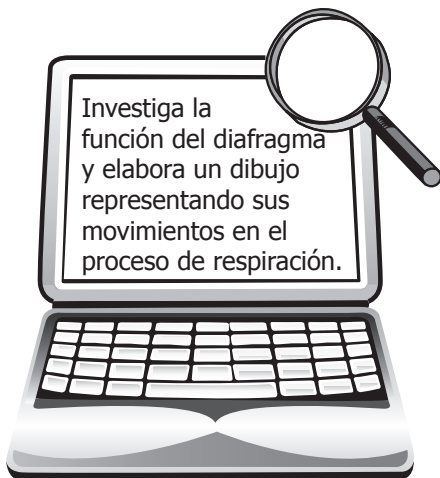 Investiga la
función del diafragma
y elabora un dibujo
representando sus
movimientos en el
proceso de respiración.